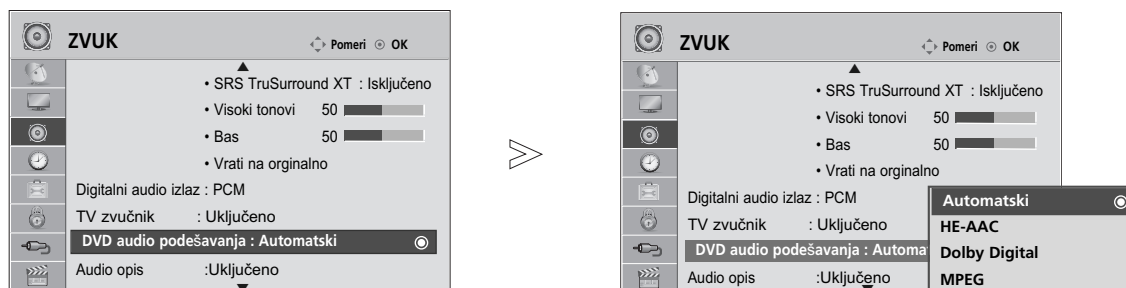 ZVUK
Pomeri OK
• SRS TruSurround XT : Isključeno
• Visoki tonovi 50
• Bas 50
• Vrati na orginalno
Digitalni audio izlaz : PCM
TV zvučnik : Uključeno
DVD audio podešavanja : Automatski
Audio opis :Uključeno
ZVUK
Pomeri OK
• SRS TruSurround XT : Isključeno
• Visoki tonovi 50
• Bas 50
• Vrati na orginalno
Digitalni audio izlaz : PCM
TV zvučnik : Uključeno
DVD audio podešavanja : Automa
Audio opis :Uključeno
Automatski
HE-AAC
Dolby Digital
MPEG